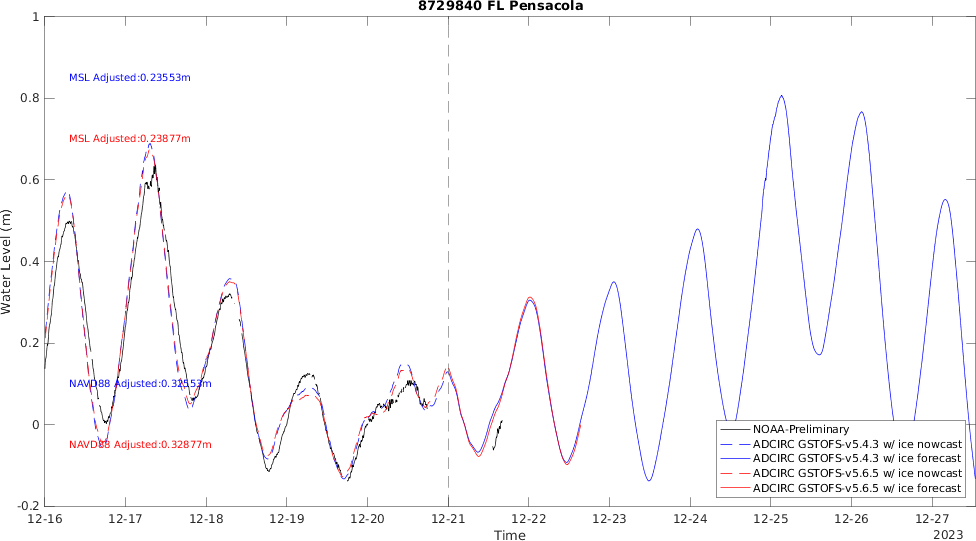 8729840 FL Pensacola
1
MSL Adjusted:0.23553m
0.8
MSL Adjusted:0.23877m
0.6
Water Level (m)
0.4
0.2
NAVD88 Adjusted:0.32553m
0
NAVD88 Adjusted:0.32877m
-0.2
NOAA-Preliminary
ADCIRC GSTOFS-v5.4.3 w/ ice nowcast
ADCIRC GSTOFS-v5.4.3 w/ ice forecast
ADCIRC GSTOFS-v5.6.5 w/ ice nowcast
ADCIRC GSTOFS-v5.6.5 w/ ice forecast
12-16 12-17 12-18 12-19 12-20 12-21 12-22 12-23 12-24 12-25 12-26 12-27
Time
2023